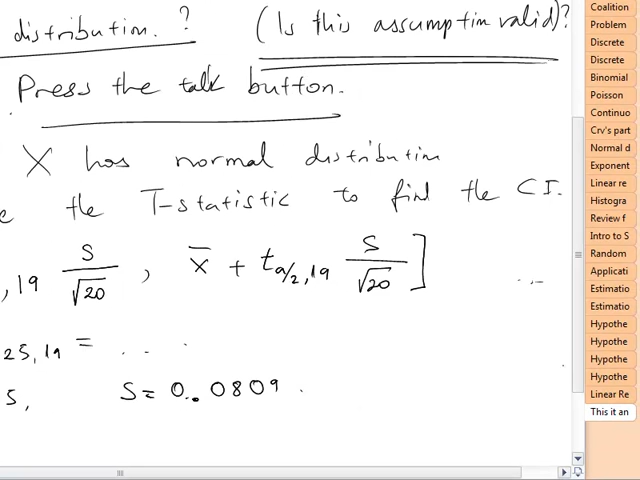 distribution. ? (Is this assumption valid)?
Press the talk button.
X has normal distribution
e the T-statistic to find the CI.
, 19 S/√20 , x̄ + tα/2,19 S/√20 ]
25,19 = . . .
5, S = 0.0809 .
Coalition
Problem
Discrete
Discrete
Binomial
Poisson
Continuo
Crv's part
Normal d
Exponent
Linear re
Histogra
Review f
Intro to S
Random
Applicati
Estimatio
Estimatio
Hypothe
Hypothe
Hypothe
Hypothe
Linear Re
This it an